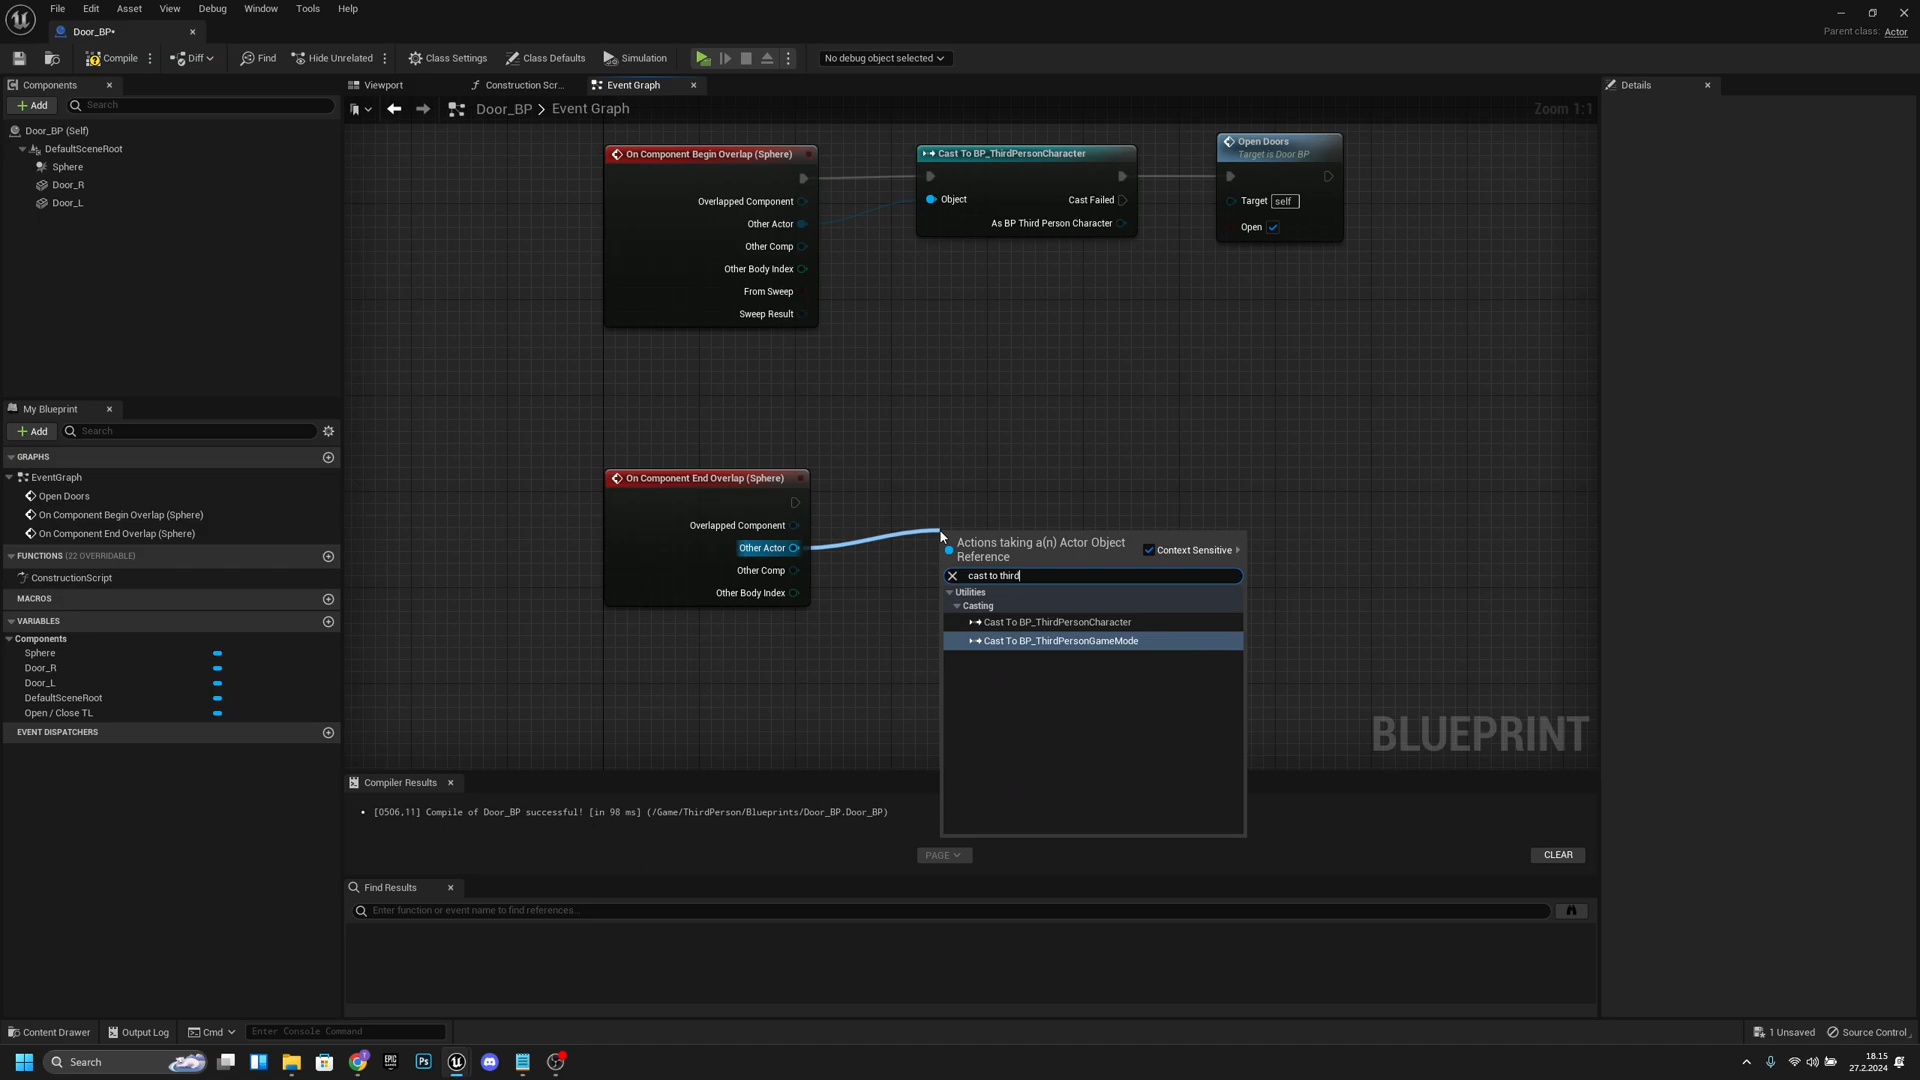 File Edit Asset View Debug Window Tools Help
Door_BP•
Parent class: Actor
Compile Diff Find Hide Unrelated Class Settings Class Defaults Simulation No debug object selected
Components
Viewport
Construction Scr...
Event Graph
Details
Add
Search
Door_BP > Event Graph
Zoom 1:1
Door_BP (Self)
DefaultSceneRoot
Sphere
Door_R
Door_L
On Component Begin Overlap (Sphere)
Overlapped Component
Other Actor
Other Comp
Other Body Index
From Sweep
Sweep Result
Cast To BP_ThirdPersonCharacter
Object
Cast Failed
As BP Third Person Character
Open Doors
Target is Door BP
Target self
Open
My Blueprint
Add
Search
GRAPHS
EventGraph
Open Doors
On Component Begin Overlap (Sphere)
On Component End Overlap (Sphere)
FUNCTIONS (22 OVERRIDABLE)
ConstructionScript
MACROS
VARIABLES
Components
Sphere
Door_R
Door_L
DefaultSceneRoot
Open / Close TL
EVENT DISPATCHERS
On Component End Overlap (Sphere)
Overlapped Component
Other Actor
Other Comp
Other Body Index
Actions taking a(n) Actor Object
Reference
Context Sensitive
cast to third
Utilities
Casting
Cast To BP_ThirdPersonCharacter
Cast To BP_ThirdPersonGameMode
BLUEPRINT
Compiler Results
[0506,11] Compile of Door_BP successful! [in 98 ms] (/Game/ThirdPerson/Blueprints/Door_BP.Door_BP)
PAGE
CLEAR
Find Results
Enter function or event name to find references...
Content Drawer
Output Log
Cmd
Enter Console Command
1 Unsaved
Source Control
Search
EPIC
Ps
18.15
27.2.2024